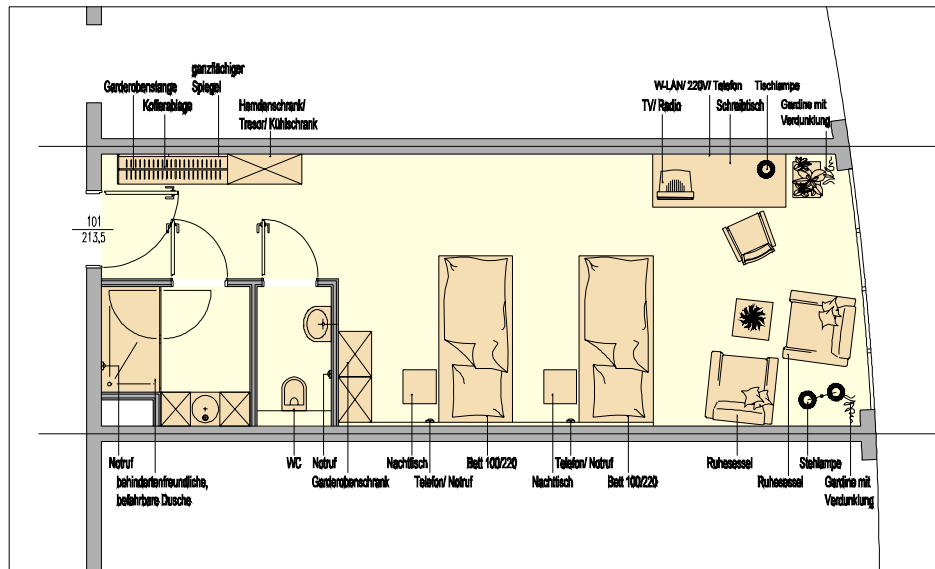 ganzflächiger
Garderobenstange Spiegel
Kofferablage
Hemdenschrank/
Tresor/ Kühlschrank
W-LAN/ 220V/ Telefon
Tischlampe
TV/ Radio
Schreibtisch
Gardine mit
Verdunklung
101
213,5
Notruf
behindertenfreundliche,
befahrbare Dusche
WC
Notruf
Garderobenschrank
Nachttisch
Telefon/ Notruf
Bett 100/220
Telefon/ Notruf
Nachttisch
Bett 100/220
Ruhesessel
Ruhesessel
Stehlampe
Gardine mit
Verdunklung